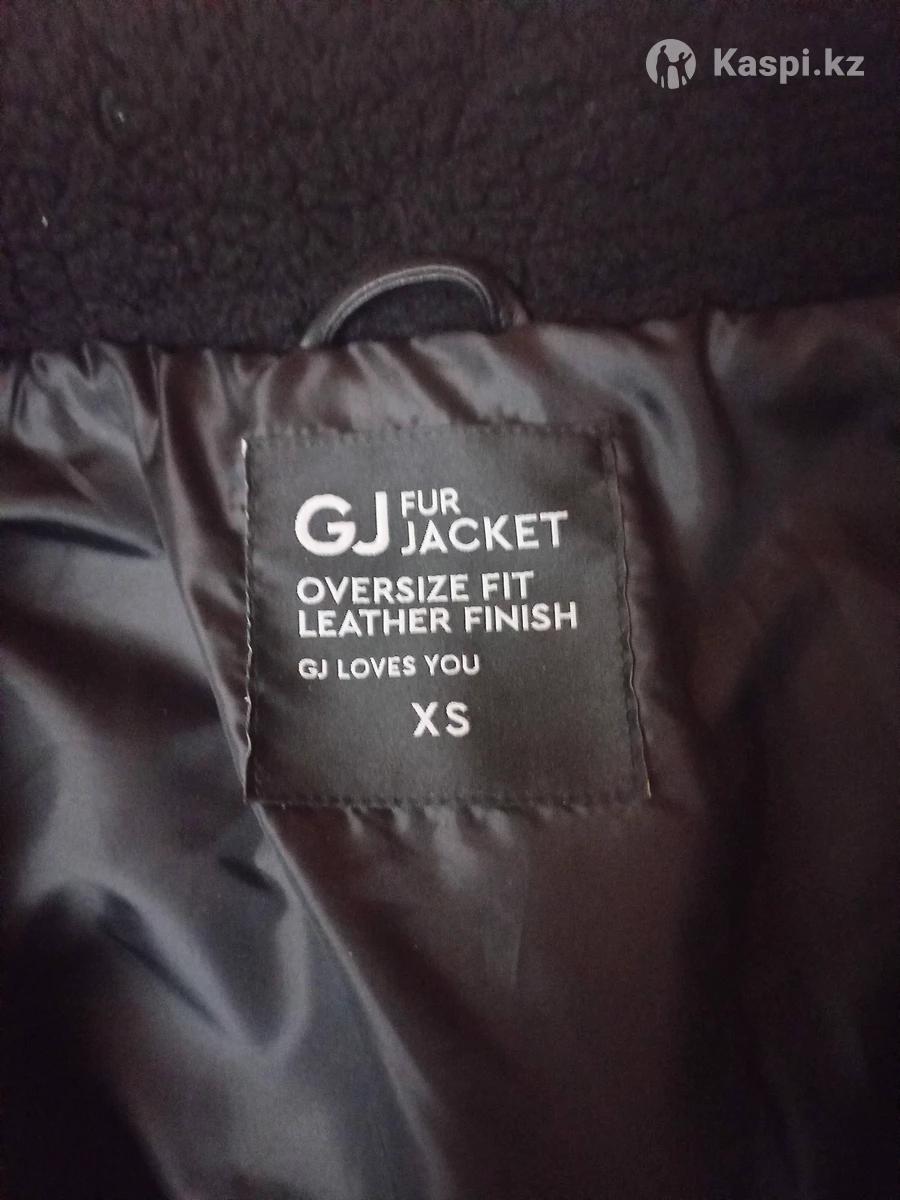 Kaspi.kz
GJ FUR JACKET
OVERSIZE FIT
LEATHER FINISH
GJ LOVES YOU
XS